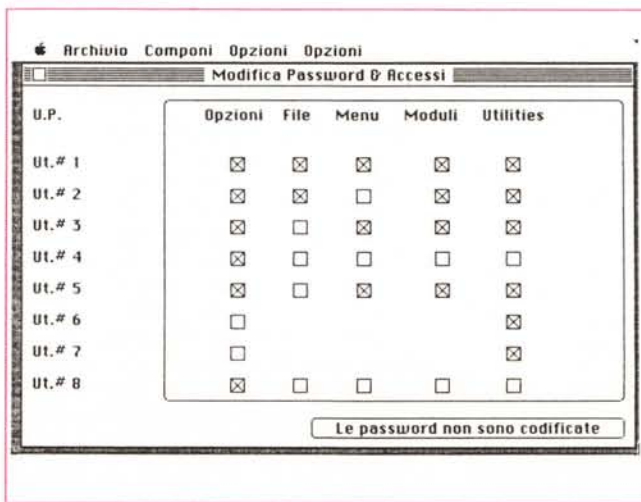 Archivio Componi Opzioni Opzioni
Modifica Password & Accessi
U.P. Opzioni File Menu Moduli Utilities
Ut.# 1
Ut.# 2
Ut.# 3
Ut.# 4
Ut.# 5
Ut.# 6
Ut.# 7
Ut.# 8
Le password non sono codificate